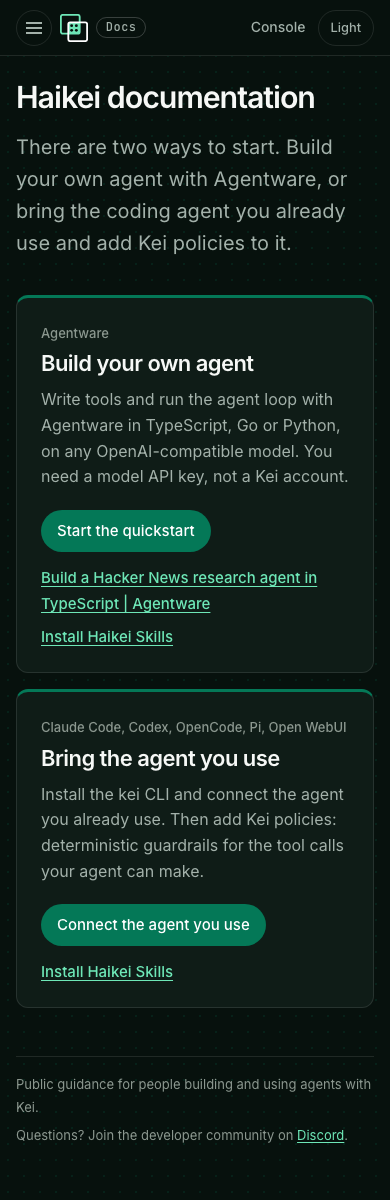 Docs
Console
Light
Haikei documentation
There are two ways to start. Build
your own agent with Agentware, or
bring the coding agent you already
use and add Kei policies to it.
Agentware
Build your own agent
Write tools and run the agent loop with
Agentware in TypeScript, Go or Python,
on any OpenAI-compatible model. You
need a model API key, not a Kei account.
Start the quickstart
Build a Hacker News research agent in
TypeScript | Agentware
Install Haikei Skills
Claude Code, Codex, OpenCode, Pi, Open WebUI
Bring the agent you use
Install the kei CLI and connect the agent
you already use. Then add Kei policies:
deterministic guardrails for the tool calls
your agent can make.
Connect the agent you use
Install Haikei Skills
Public guidance for people building and using agents with
Kei.
Questions? Join the developer community on Discord.